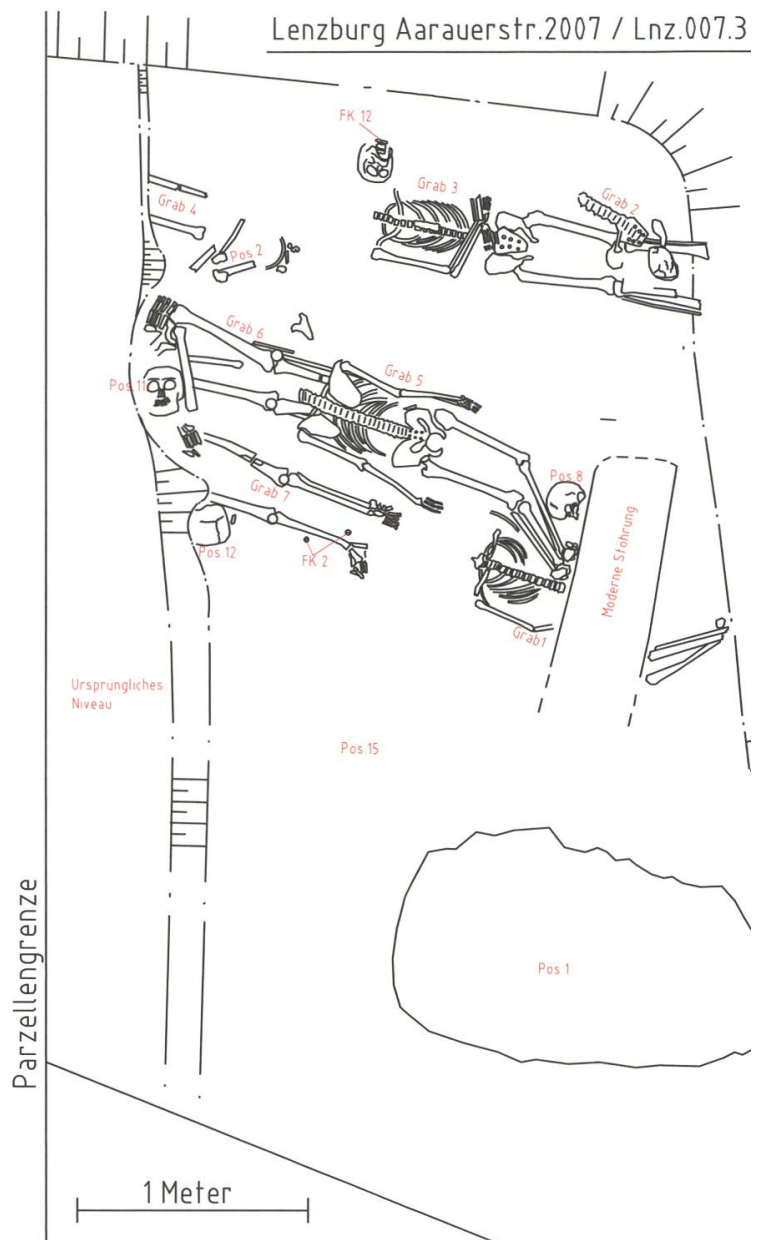 Lenzburg Aarauerstr.2007 / Lnz.007.3
FK 12
Grab 3
Grab 2
Grab 4
Pos.2
Grab 6
Grab 5
Pos.11
Pos.8
Grab 7
Pos.12
FK 2
Grab1
Moderne Stöhrung
Ursprüngliches
Niveau
Pos.15
Pos.1
Parzellengrenze
1 Meter